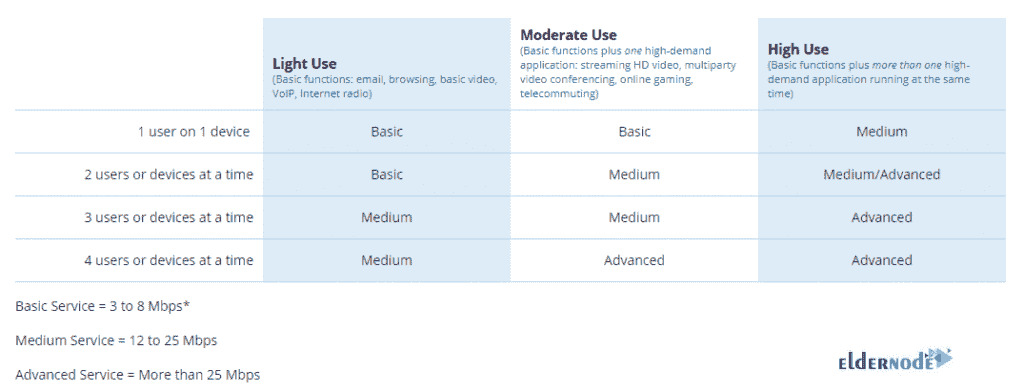 Light Use
(Basic functions: email, browsing, basic video,
VoIP, Internet radio)
Moderate Use
(Basic functions plus one high-demand
application: streaming HD video, multiparty
video conferencing, online gaming,
telecommuting)
High Use
(Basic functions plus more than one high-
demand application running at the same
time)
1 user on 1 device Basic Basic Medium
2 users or devices at a time Basic Medium Medium/Advanced
3 users or devices at a time Medium Medium Advanced
4 users or devices at a time Medium Advanced Advanced
Basic Service = 3 to 8 Mbps*
Medium Service = 12 to 25 Mbps
Advanced Service = More than 25 Mbps
eldernode